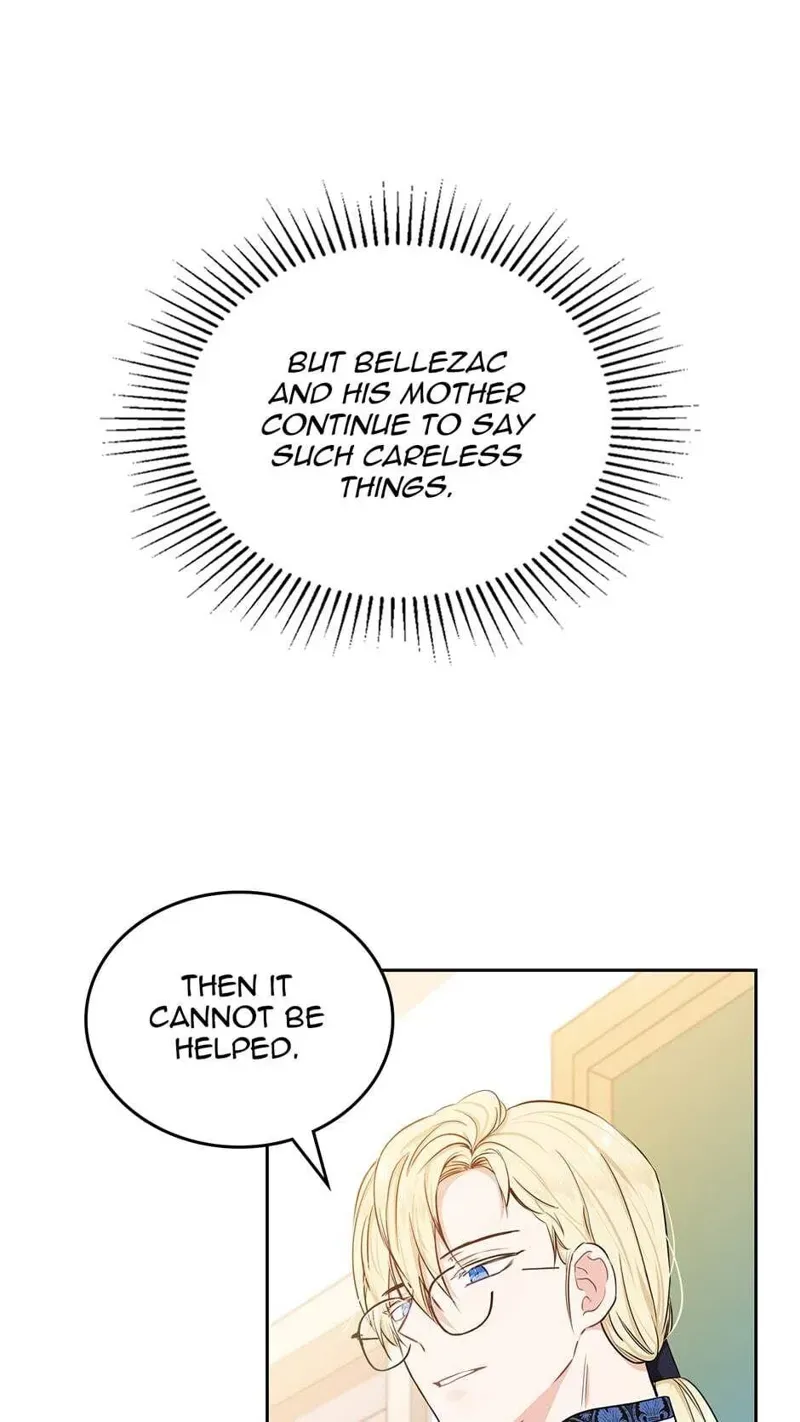 BUT BELLEZAC
AND HIS MOTHER
CONTINUE TO SAY
SUCH CARELESS
THINGS.
THEN IT
CANNOT BE
HELPED.